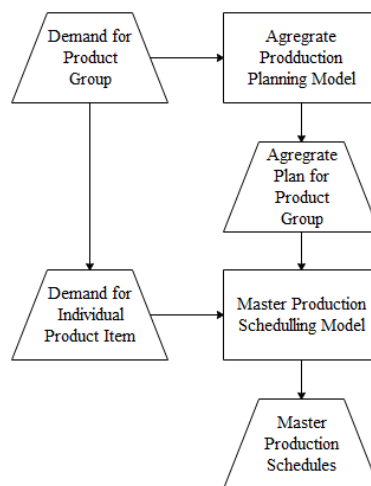 Demand for
Product
Group
Agregrate
Prodduction
Planning Model
Agregrate
Plan for
Product
Group
Demand for
Individual
Product Item
Master Production
Schedulling Model
Master
Production
Schedules